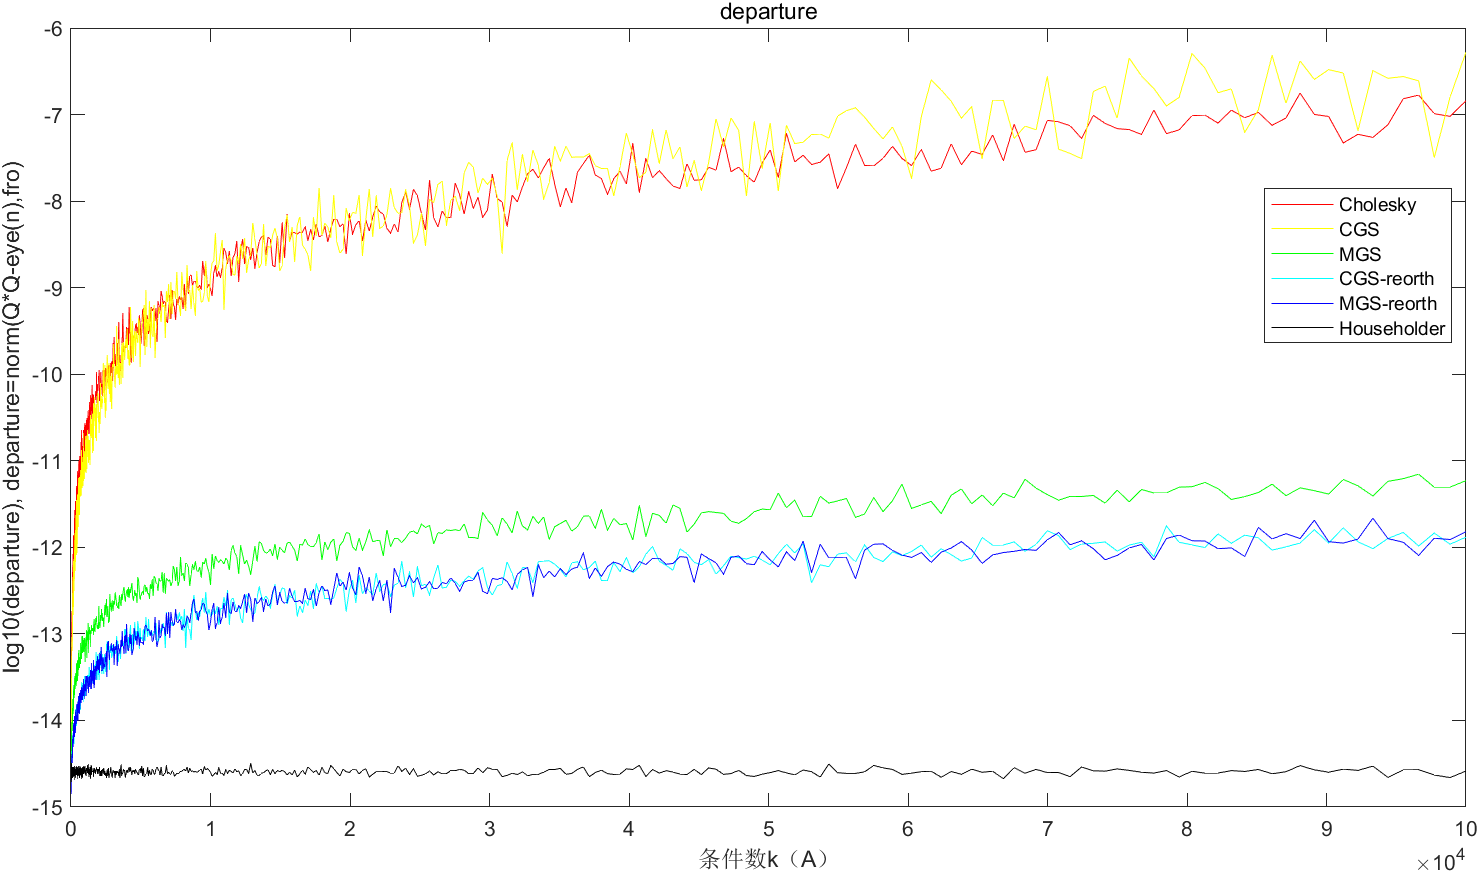 departure
log10(departure), departure=norm(Q*Q-eye(n),fro)
-6
-7
-8
-9
-10
-11
-12
-13
-14
-15
Cholesky
CGS
MGS
CGS-reorth
MGS-reorth
Householder
0 1 2 3 4 5 6 7 8 9 10
×10⁴
条件数k（A）